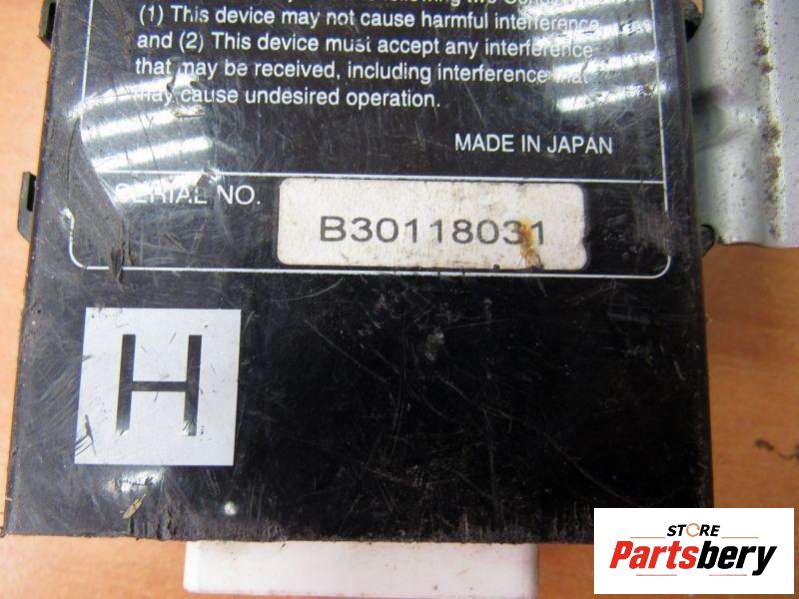 (1) This device may not cause harmful interference,
and (2) This device must accept any interference
that may be received, including interference that
may cause undesired operation.
MADE IN JAPAN
SERIAL NO.
B30118031
H
STORE
Partsbery